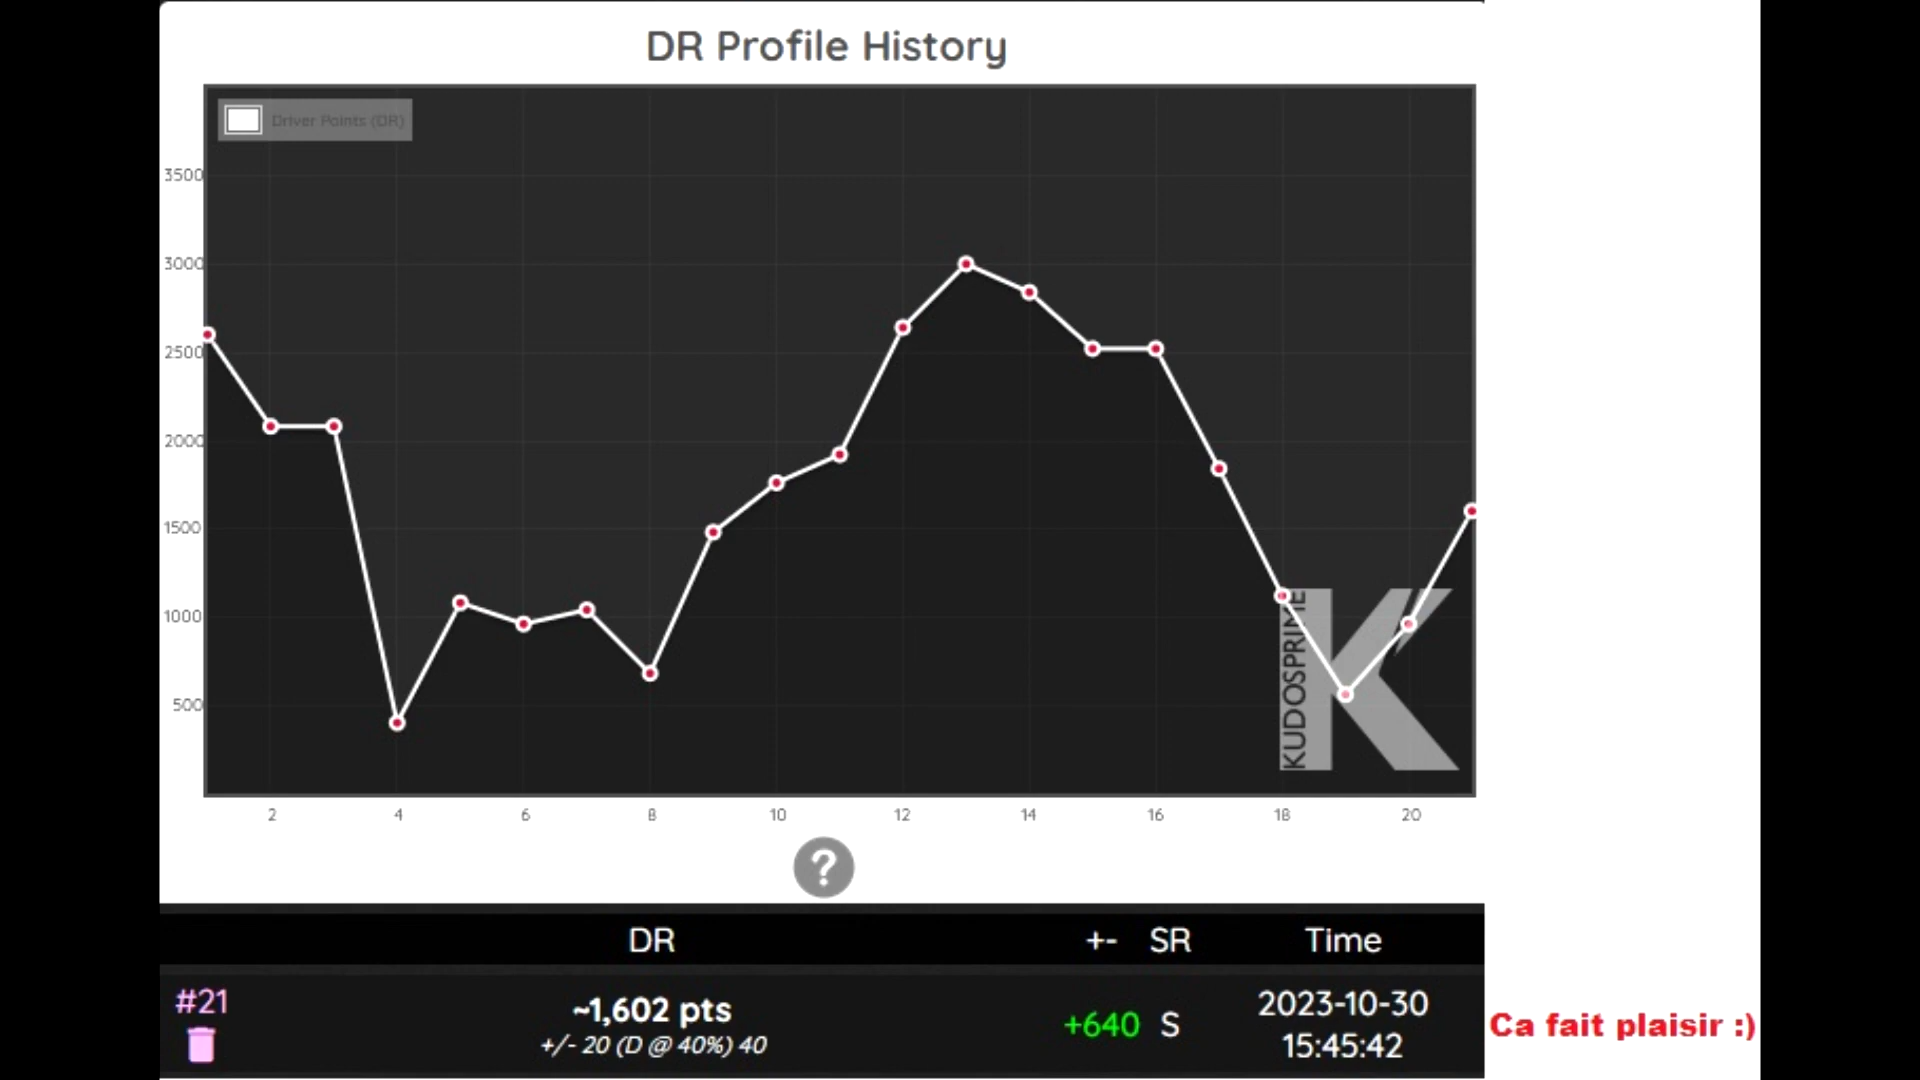 DR Profile History
Driver Points (DR)
3500
3000
2500
2000
1500
1000
500
2 4 6 8 10 12 14 16 18 20
KUDOSPRIME
?
DR +- SR Time
#21
~1,602 pts
+/- 20 (D @ 40%) 40
+640 S
2023-10-30
15:45:42
Ca fait plaisir :)